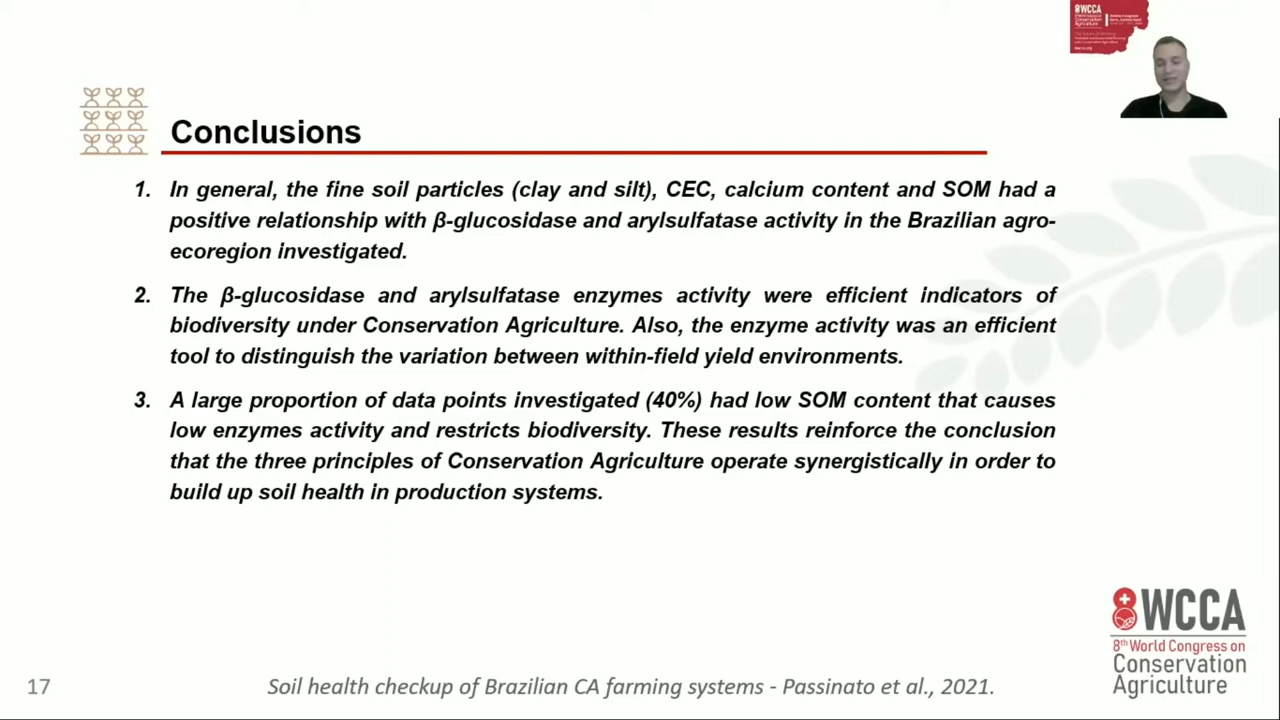 8WCCA
Conclusions
1. In general, the fine soil particles (clay and silt), CEC, calcium content and SOM had a
positive relationship with β-glucosidase and arylsulfatase activity in the Brazilian agro-
ecoregion investigated.
2. The β-glucosidase and arylsulfatase enzymes activity were efficient indicators of
biodiversity under Conservation Agriculture. Also, the enzyme activity was an efficient
tool to distinguish the variation between within-field yield environments.
3. A large proportion of data points investigated (40%) had low SOM content that causes
low enzymes activity and restricts biodiversity. These results reinforce the conclusion
that the three principles of Conservation Agriculture operate synergistically in order to
build up soil health in production systems.
8WCCA
8th World Congress on
Conservation
Agriculture
17
Soil health checkup of Brazilian CA farming systems - Passinato et al., 2021.